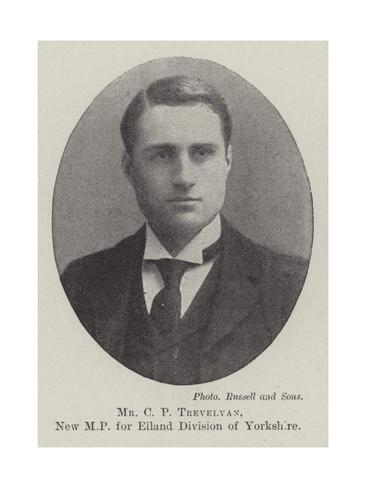 Photo. Russell and Sons.
MR. C. P. TREVELYAN,
New M.P. for Elland Division of Yorkshire.